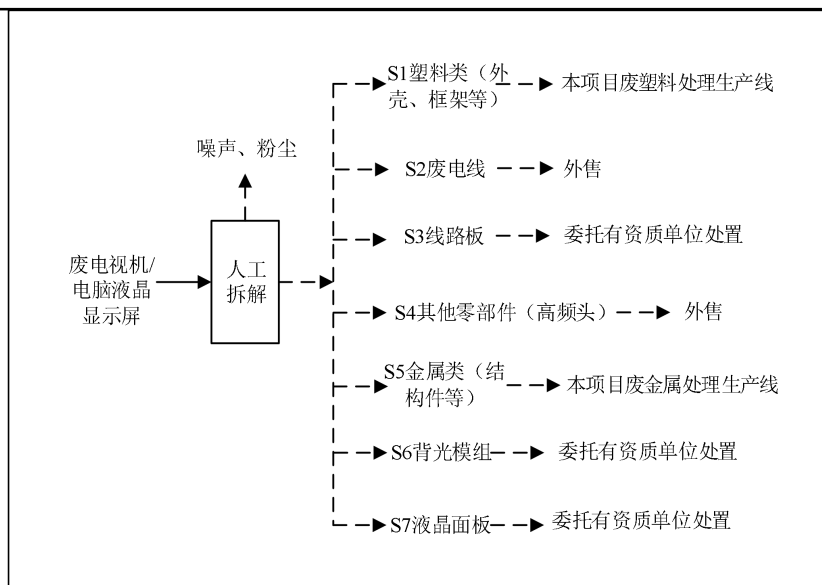 S1塑料类（外
壳、框架等）
本项目废塑料处理生产线
噪声、粉尘
S2废电线
外售
S3线路板
委托有资质单位处置
废电视机/
电脑液晶
显示屏
人工
拆解
S4其他零部件（高频头）
外售
S5金属类（结
构件等）
本项目废金属处理生产线
S6背光模组
委托有资质单位处置
S7液晶面板
委托有资质单位处置